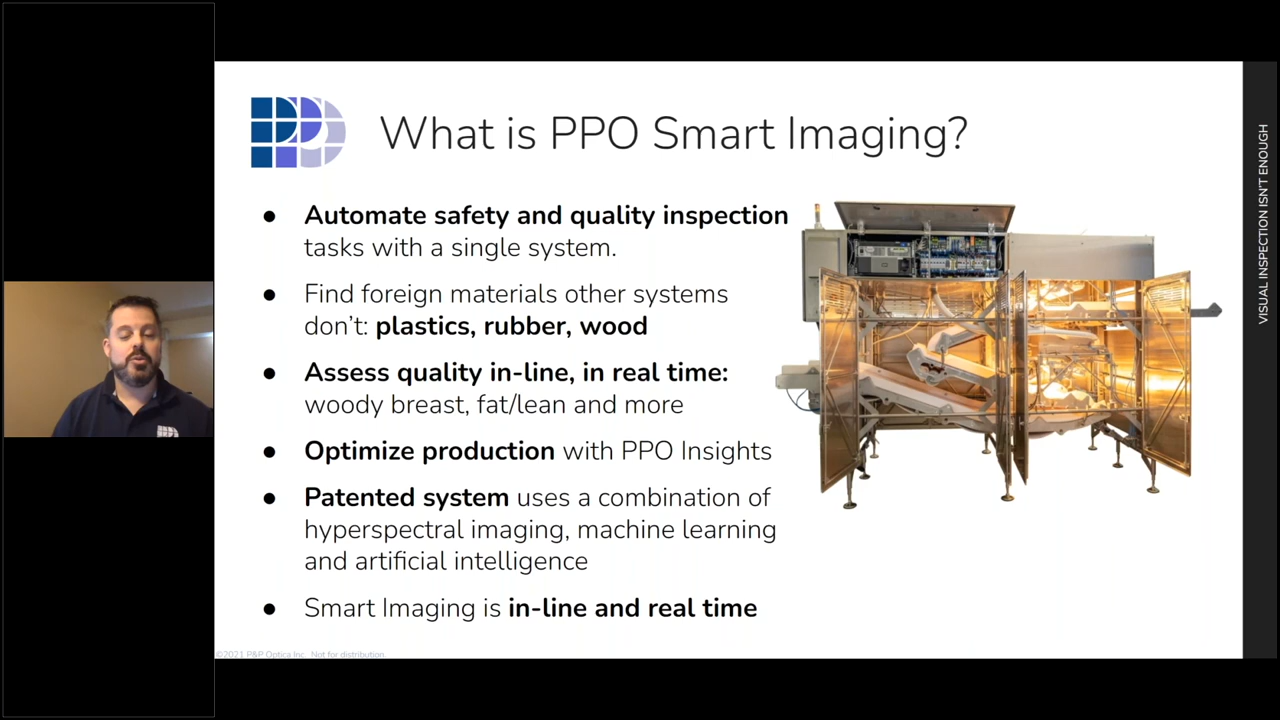 What is PPO Smart Imaging?
● Automate safety and quality inspection
tasks with a single system.
● Find foreign materials other systems
don't: plastics, rubber, wood
● Assess quality in-line, in real time:
woody breast, fat/lean and more
● Optimize production with PPO Insights
● Patented system uses a combination of
hyperspectral imaging, machine learning
and artificial intelligence
● Smart Imaging is in-line and real time
©2021 P&P Optica Inc. Not for distribution.
VISUAL INSPECTION ISN'T ENOUGH